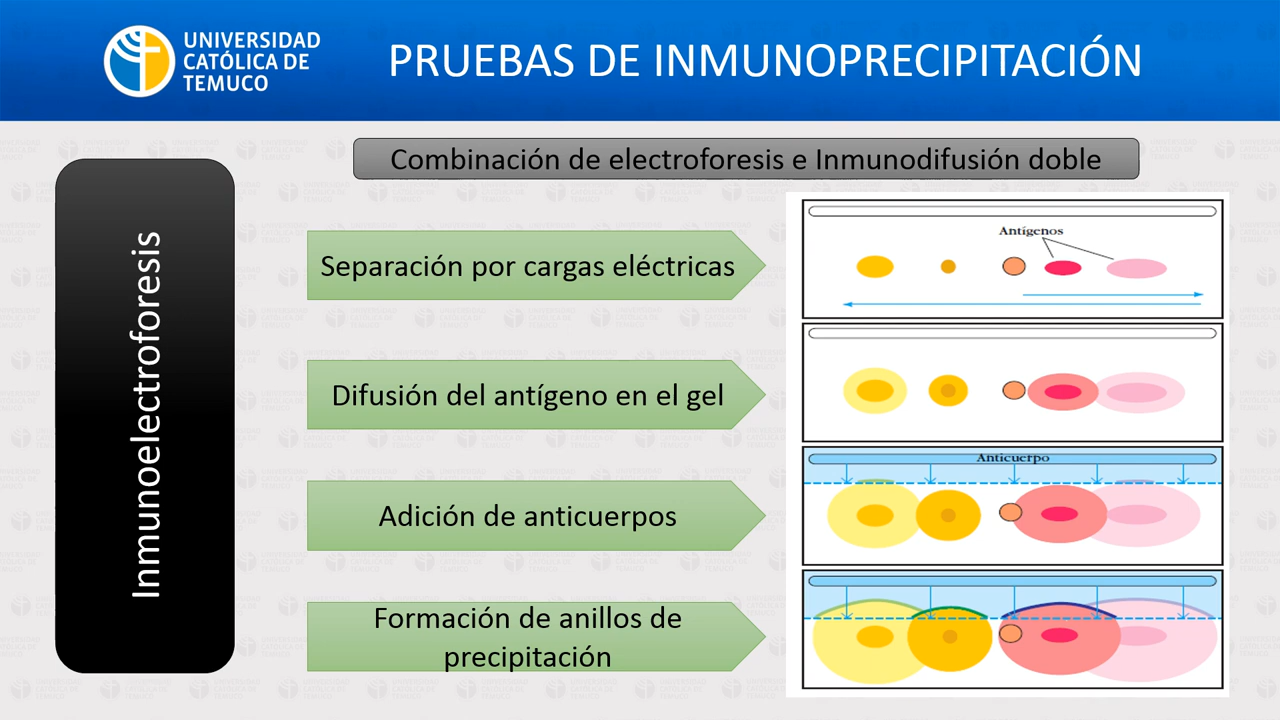 UNIVERSIDAD
CATÓLICA DE
TEMUCO
PRUEBAS DE INMUNOPRECIPITACIÓN
Combinación de electroforesis e Inmunodifusión doble
Inmunoelectroforesis
Separación por cargas eléctricas
Difusión del antígeno en el gel
Adición de anticuerpos
Formación de anillos de
precipitación
Antígenos
Anticuerpo